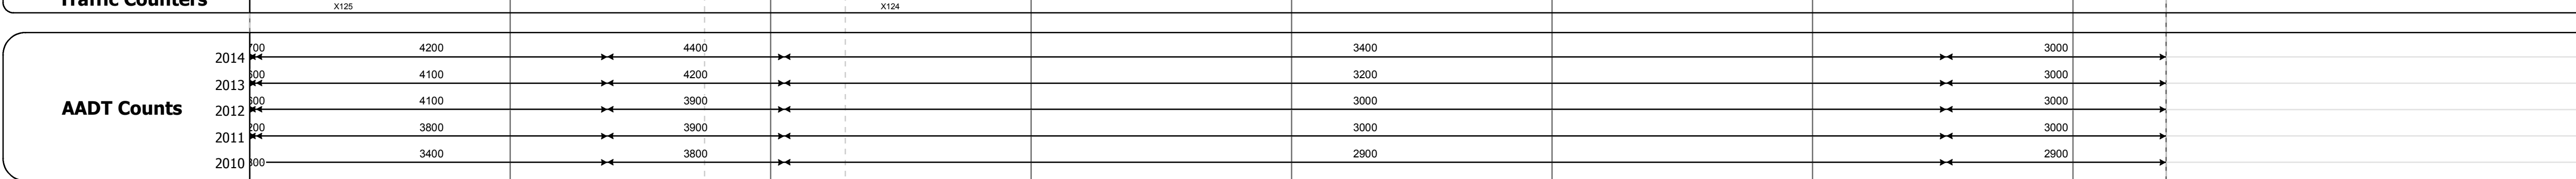 Traffic Counters
X125 X124
4200 4400 3400 3000
2014
4100 4200 3200 3000
2013
4100 3900 3000 3000
2012
AADT Counts
3800 3900 3000 3000
2011
3400 3800 2900 2900
2010